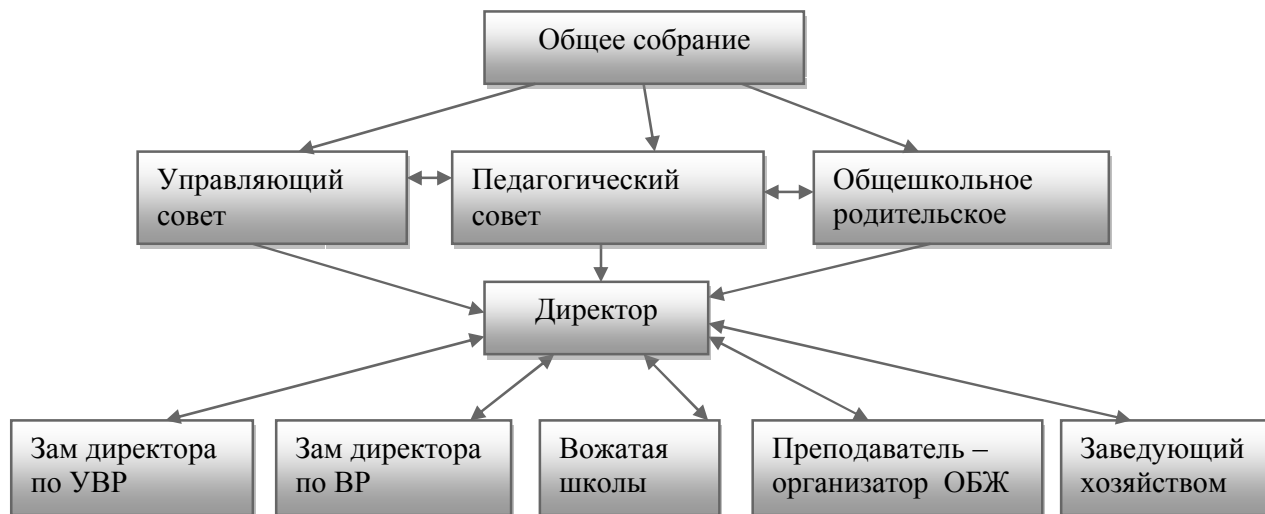 Общее собрание
Управляющий
совет
Педагогический
совет
Общешкольное
родительское
Директор
Зам директора
по УВР
Зам директора
по ВР
Вожатая
школы
Преподаватель –
организатор ОБЖ
Заведующий
хозяйством